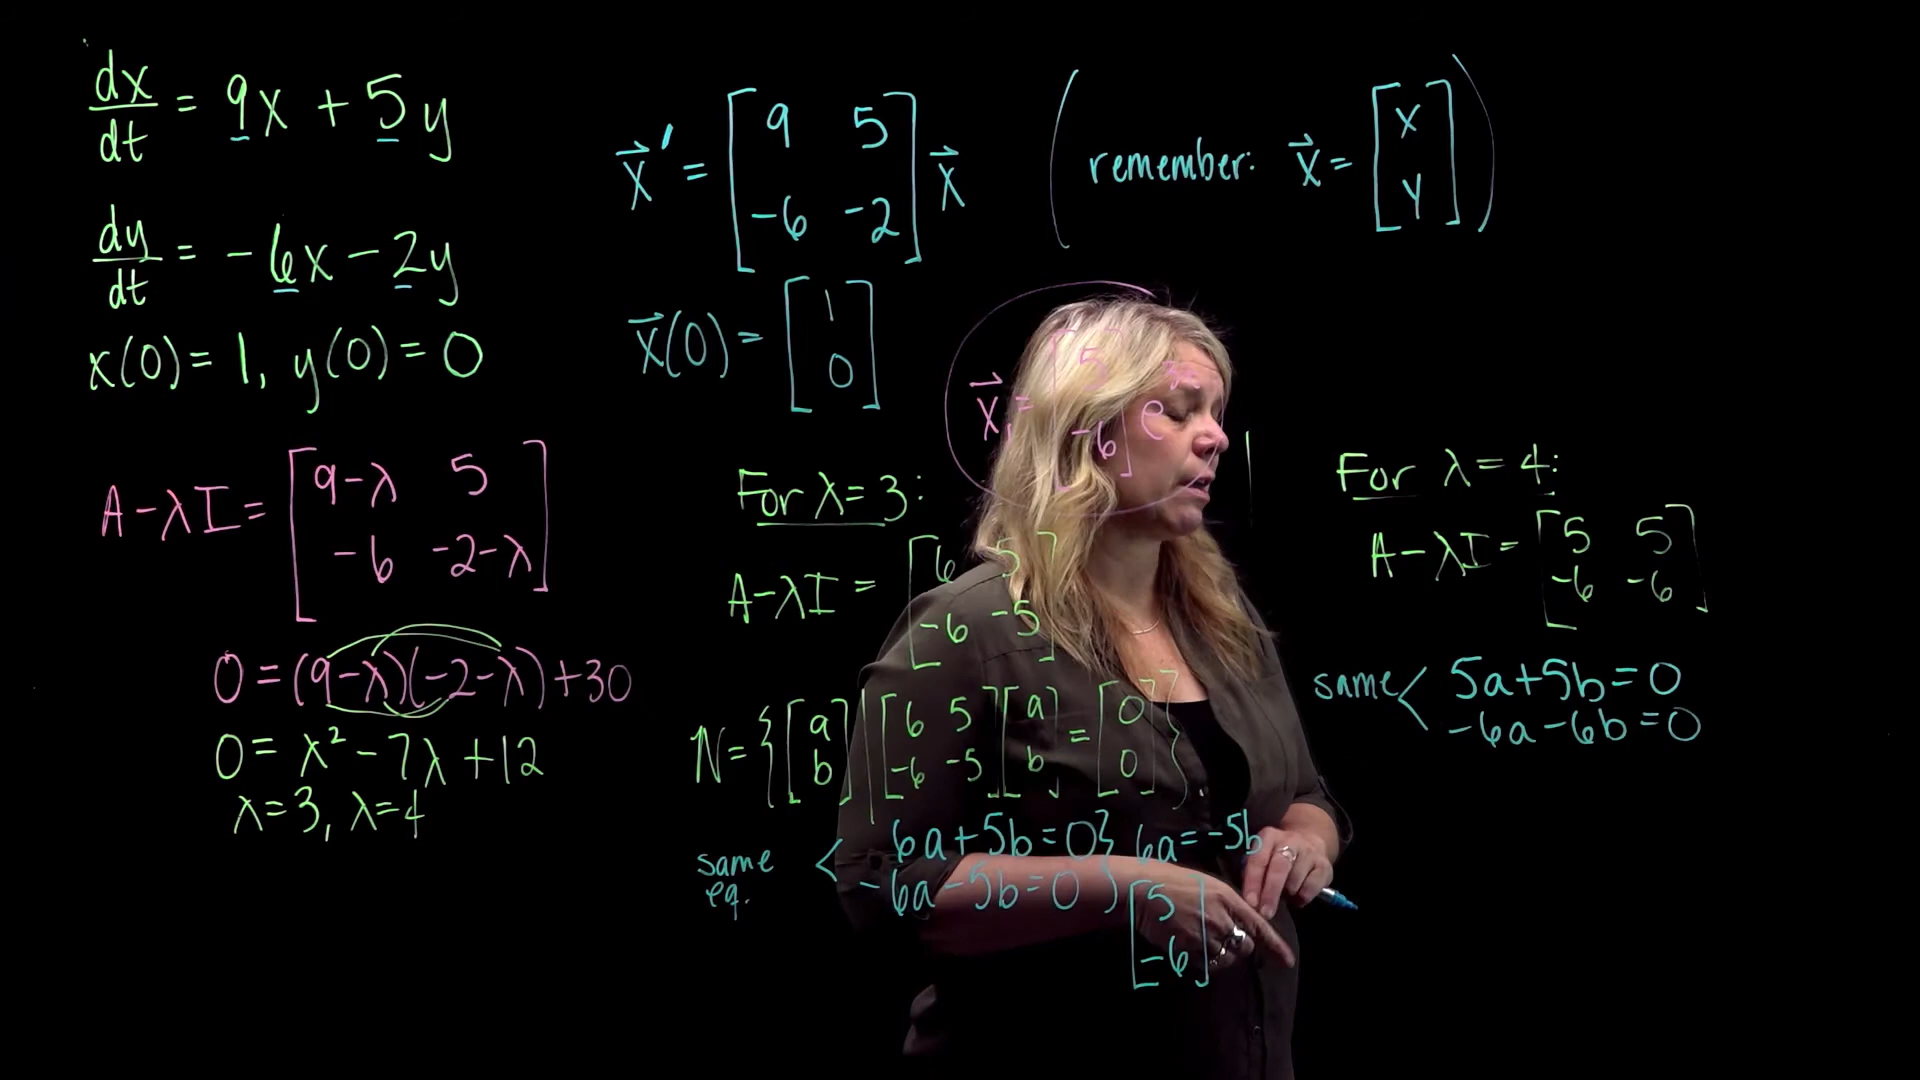 dx/dt = 9x + 5y
dy/dt = -6x - 2y
x(0) = 1, y(0) = 0
A - λI = [9-λ 5; -6 -2-λ]
0 = (9-λ)(-2-λ) + 30
0 = λ² - 7λ + 12
λ = 3, λ = 4
x⃗' = [9 5; -6 -2] x⃗
(remember: x⃗ = [x; y])
x⃗(0) = [1; 0]
x⃗₁ = [5; -6] e
For λ = 3:
A - λI = [6 5; -6 -5]
N = {[a; b] | [6 5; -6 -5][a; b] = [0; 0]}
same eq. < 6a + 5b = 0 } 6a = -5b
-6a - 5b = 0
[5; -6]
For λ = 4:
A - λI = [5 5; -6 -6]
same < 5a + 5b = 0
-6a - 6b = 0